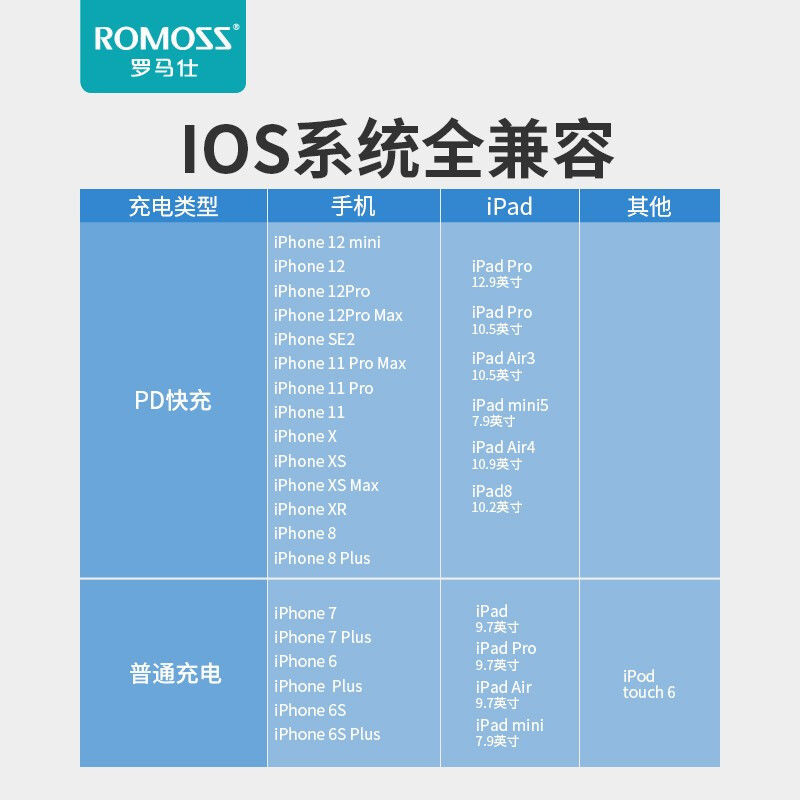 ROMOSS®
罗马仕
IOS系统全兼容
充电类型 手机 iPad 其他
PD快充
iPhone 12 mini
iPhone 12
iPhone 12Pro
iPhone 12Pro Max
iPhone SE2
iPhone 11 Pro Max
iPhone 11 Pro
iPhone 11
iPhone X
iPhone XS
iPhone XS Max
iPhone XR
iPhone 8
iPhone 8 Plus
iPad Pro
12.9英寸
iPad Pro
10.5英寸
iPad Air3
10.5英寸
iPad mini5
7.9英寸
iPad Air4
10.9英寸
iPad8
10.2英寸
普通充电
iPhone 7
iPhone 7 Plus
iPhone 6
iPhone Plus
iPhone 6S
iPhone 6S Plus
iPad
9.7英寸
iPad Pro
9.7英寸
iPad Air
9.7英寸
iPad mini
7.9英寸
iPod
touch 6